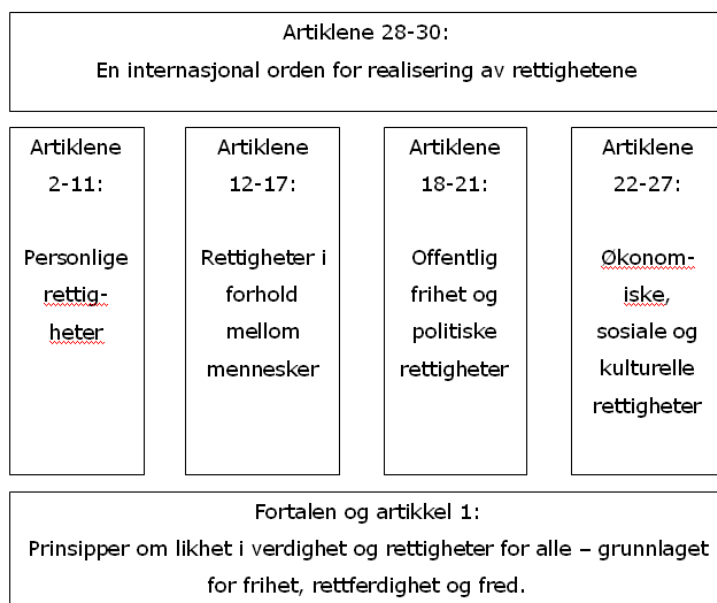 Artiklene 28-30:
En internasjonal orden for realisering av rettighetene
Artiklene
2-11:
Personlige
rettig-
heter
Artiklene
12-17:
Rettigheter i
forhold
mellom
mennesker
Artiklene
18-21:
Offentlig
frihet og
politiske
rettigheter
Artiklene
22-27:
Økonom-
iske,
sosiale og
kulturelle
rettigheter
Fortalen og artikkel 1:
Prinsipper om likhet i verdighet og rettigheter for alle – grunnlaget
for frihet, rettferdighet og fred.